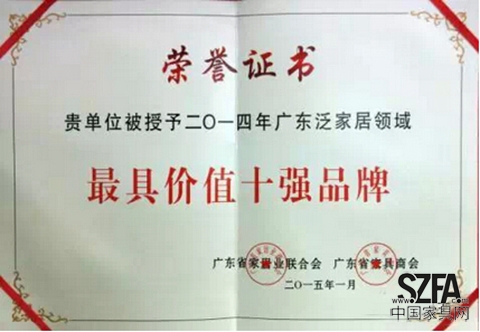 荣誉证书
贵单位被授予二〇一四年广东泛家居领域
最具价值十强品牌
广东省家居业联合会 广东省家具商会
二〇一五年一月
SZFA
www.
.com
中国家具网